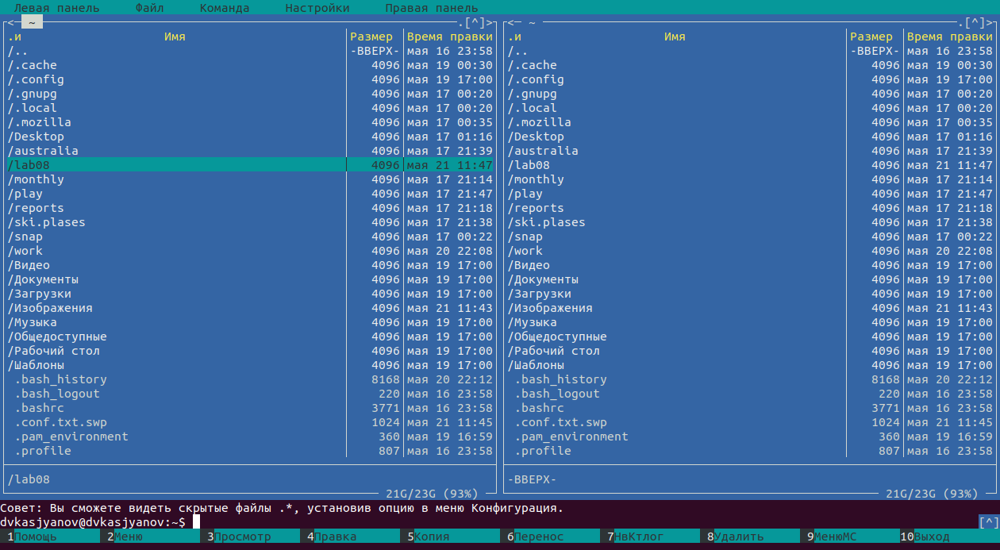 Левая панель Файл Команда Настройки Правая панель
<- ~ .[^]> <- ~ .[^]>
.и Имя Размер Время правки .и Имя Размер Время правки
/.. -ВВЕРХ- мая 16 23:58 /.. -ВВЕРХ- мая 16 23:58
/.cache 4096 мая 19 00:30 /.cache 4096 мая 19 00:30
/.config 4096 мая 19 17:00 /.config 4096 мая 19 17:00
/.gnupg 4096 мая 17 00:20 /.gnupg 4096 мая 17 00:20
/.local 4096 мая 17 00:20 /.local 4096 мая 17 00:20
/.mozilla 4096 мая 17 00:35 /.mozilla 4096 мая 17 00:35
/Desktop 4096 мая 17 01:16 /Desktop 4096 мая 17 01:16
/australia 4096 мая 17 21:39 /australia 4096 мая 17 21:39
/lab08 4096 мая 21 11:47 /lab08 4096 мая 21 11:47
/monthly 4096 мая 17 21:14 /monthly 4096 мая 17 21:14
/play 4096 мая 17 21:47 /play 4096 мая 17 21:47
/reports 4096 мая 17 21:18 /reports 4096 мая 17 21:18
/ski.plases 4096 мая 17 21:38 /ski.plases 4096 мая 17 21:38
/snap 4096 мая 17 00:22 /snap 4096 мая 17 00:22
/work 4096 мая 20 22:08 /work 4096 мая 20 22:08
/Видео 4096 мая 19 17:00 /Видео 4096 мая 19 17:00
/Документы 4096 мая 19 17:00 /Документы 4096 мая 19 17:00
/Загрузки 4096 мая 19 17:00 /Загрузки 4096 мая 19 17:00
/Изображения 4096 мая 21 11:43 /Изображения 4096 мая 21 11:43
/Музыка 4096 мая 19 17:00 /Музыка 4096 мая 19 17:00
/Общедоступные 4096 мая 19 17:00 /Общедоступные 4096 мая 19 17:00
/Рабочий стол 4096 мая 19 17:00 /Рабочий стол 4096 мая 19 17:00
/Шаблоны 4096 мая 19 17:00 /Шаблоны 4096 мая 19 17:00
.bash_history 8168 мая 20 22:12 .bash_history 8168 мая 20 22:12
.bash_logout 220 мая 16 23:58 .bash_logout 220 мая 16 23:58
.bashrc 3771 мая 16 23:58 .bashrc 3771 мая 16 23:58
.conf.txt.swp 1024 мая 21 11:45 .conf.txt.swp 1024 мая 21 11:45
.pam_environment 360 мая 19 16:59 .pam_environment 360 мая 19 16:59
.profile 807 мая 16 23:58 .profile 807 мая 16 23:58
/lab08 -ВВЕРХ-
21G/23G (93%) 21G/23G (93%)
Совет: Вы сможете видеть скрытые файлы .*, установив опцию в меню Конфигурация.
dvkasjyanov@dvkasjyanov:~$ [^]
1Помощь 2Меню 3Просмотр 4Правка 5Копия 6Перенос 7НвКтлог 8Удалить 9МенюMC 10Выход